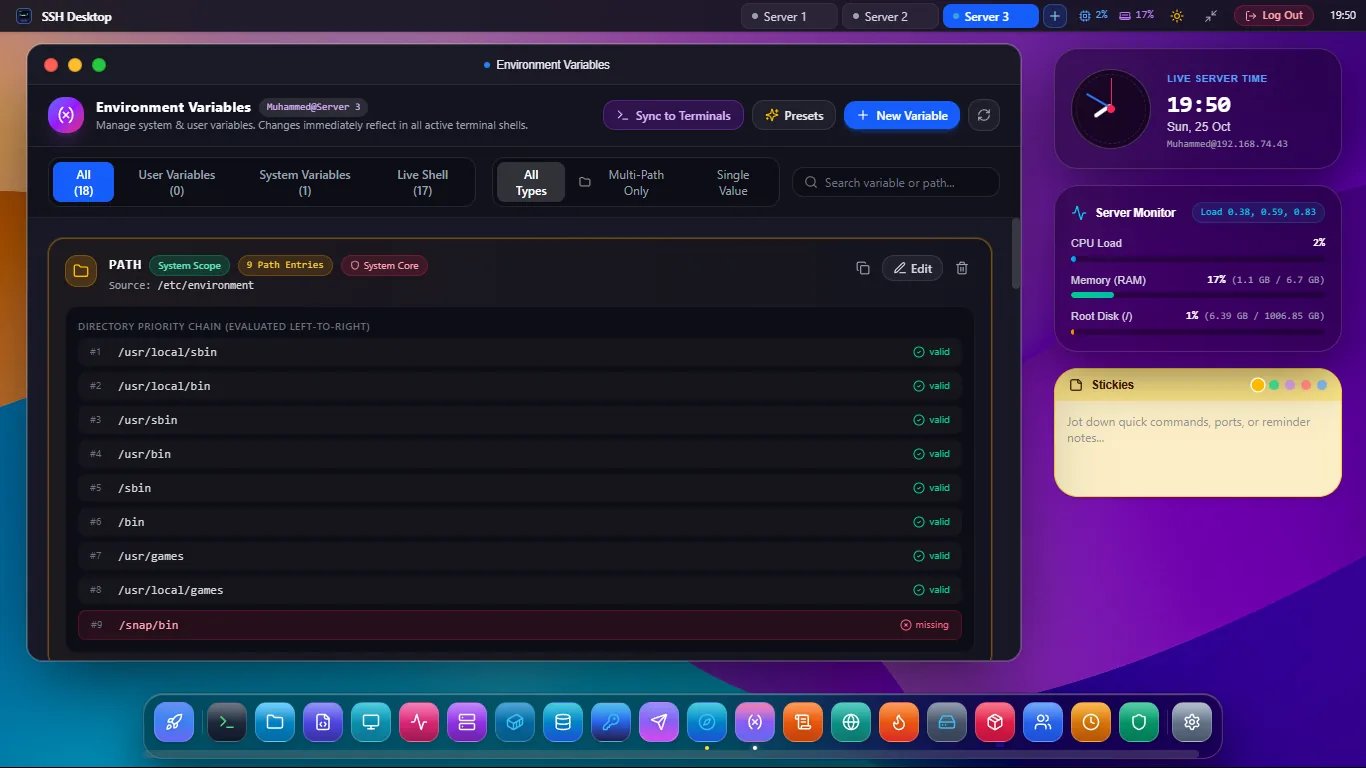 SSH Desktop
Server 1
Server 2
Server 3
2%
17%
Log Out
19:50
Environment Variables
Environment Variables
Muhammed@Server 3
Manage system & user variables. Changes immediately reflect in all active terminal shells.
Sync to Terminals
Presets
New Variable
All
(18)
User Variables
(0)
System Variables
(1)
Live Shell
(17)
All
Types
Multi-Path
Only
Single
Value
Search variable or path...
PATH
System Scope
9 Path Entries
System Core
Edit
Source: /etc/environment
DIRECTORY PRIORITY CHAIN (EVALUATED LEFT-TO-RIGHT)
#1 /usr/local/sbin valid
#2 /usr/local/bin valid
#3 /usr/sbin valid
#4 /usr/bin valid
#5 /sbin valid
#6 /bin valid
#7 /usr/games valid
#8 /usr/local/games valid
#9 /snap/bin missing
LIVE SERVER TIME
19:50
Sun, 25 Oct
Muhammed@192.168.74.43
Server Monitor
Load 0.38, 0.59, 0.83
CPU Load 2%
Memory (RAM) 17% (1.1 GB / 6.7 GB)
Root Disk (/) 1% (6.39 GB / 1006.85 GB)
Stickies
Jot down quick commands, ports, or reminder
notes...